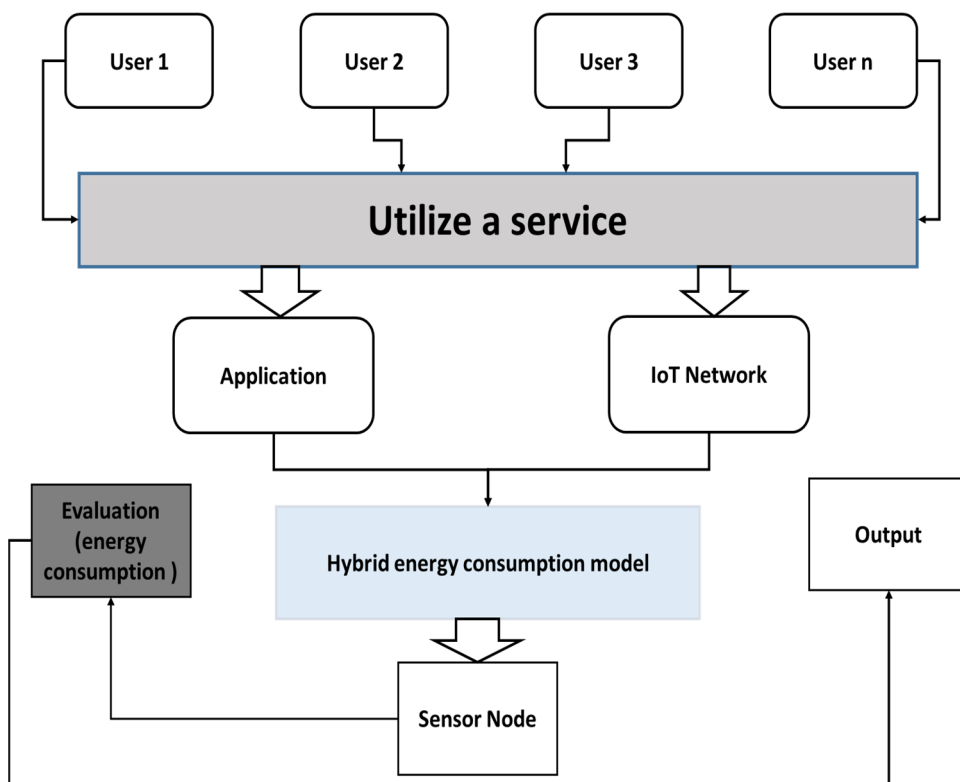 User 1
User 2
User 3
User n
Utilize a service
Application
IoT Network
Evaluation
(energy
consumption )
Hybrid energy consumption model
Output
Sensor Node